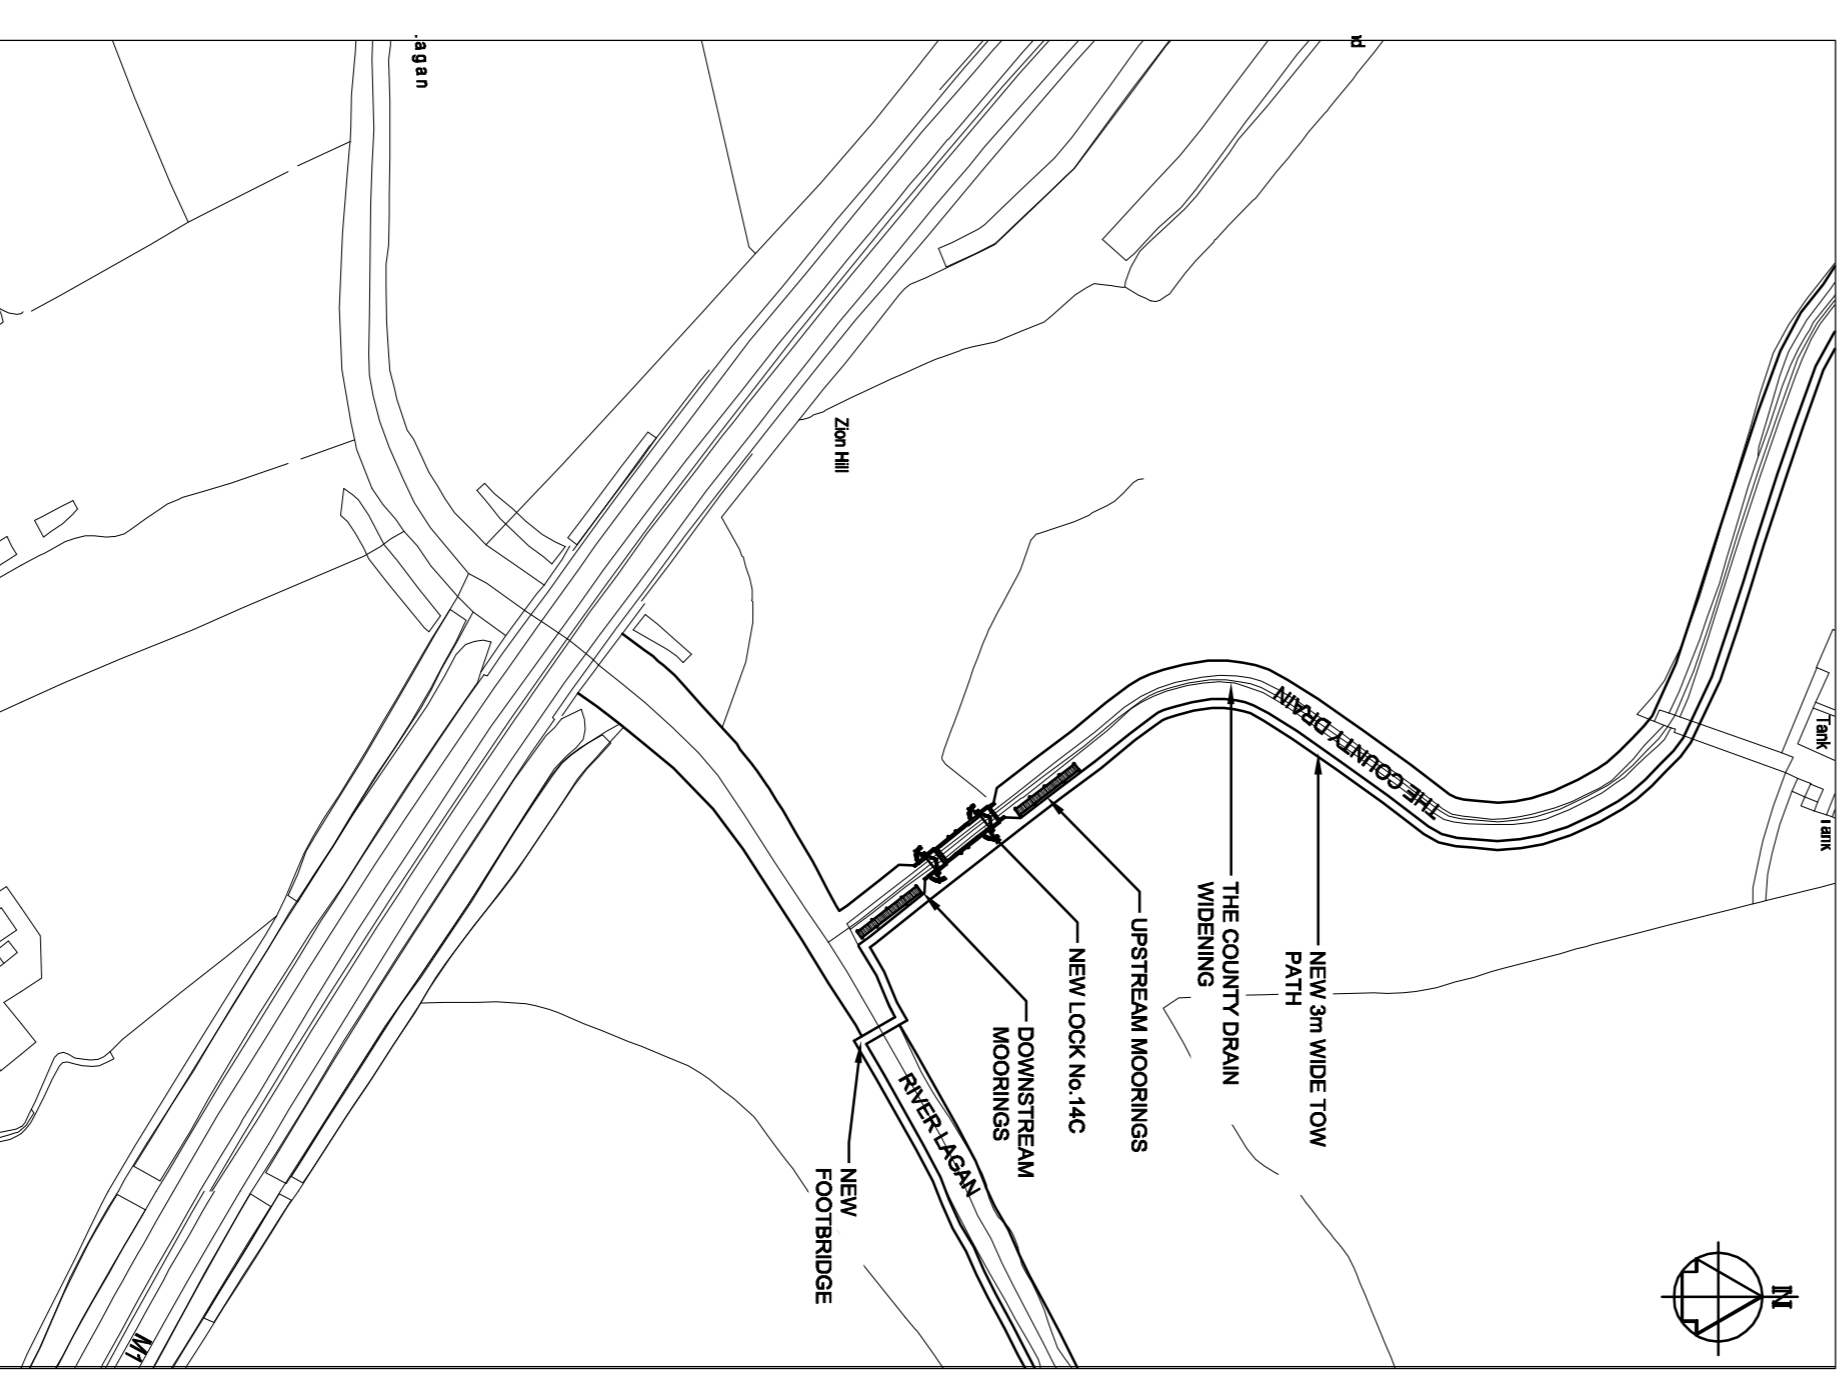 N
Tank
Tank
THE COUNTY DRAIN
NEW 3m WIDE TOW
PATH
THE COUNTY DRAIN
WIDENING
UPSTREAM MOORINGS
NEW LOCK No.14C
DOWNSTREAM
MOORINGS
RIVER LAGAN
NEW
FOOTBRIDGE
Zion Hill
agan
M1